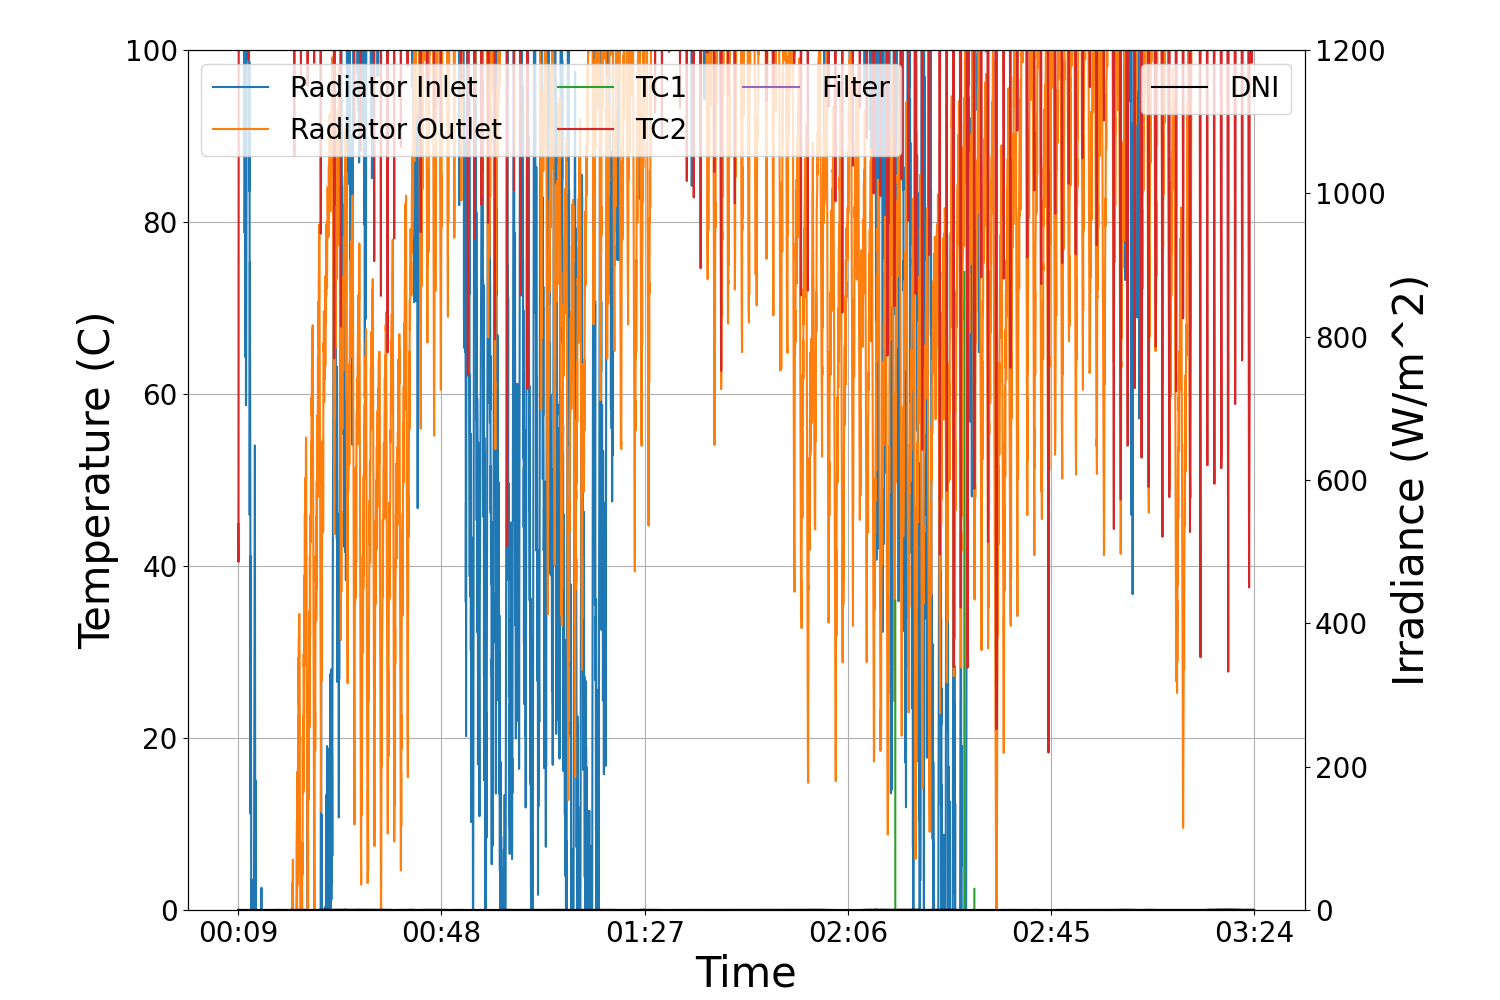 100
80
60
40
20
0
Temperature (C)
Radiator Inlet
Radiator Outlet
TC1
TC2
Filter
DNI
1200
1000
800
600
400
200
0
Irradiance (W/m^2)
00:09 00:48 01:27 02:06 02:45 03:24
Time